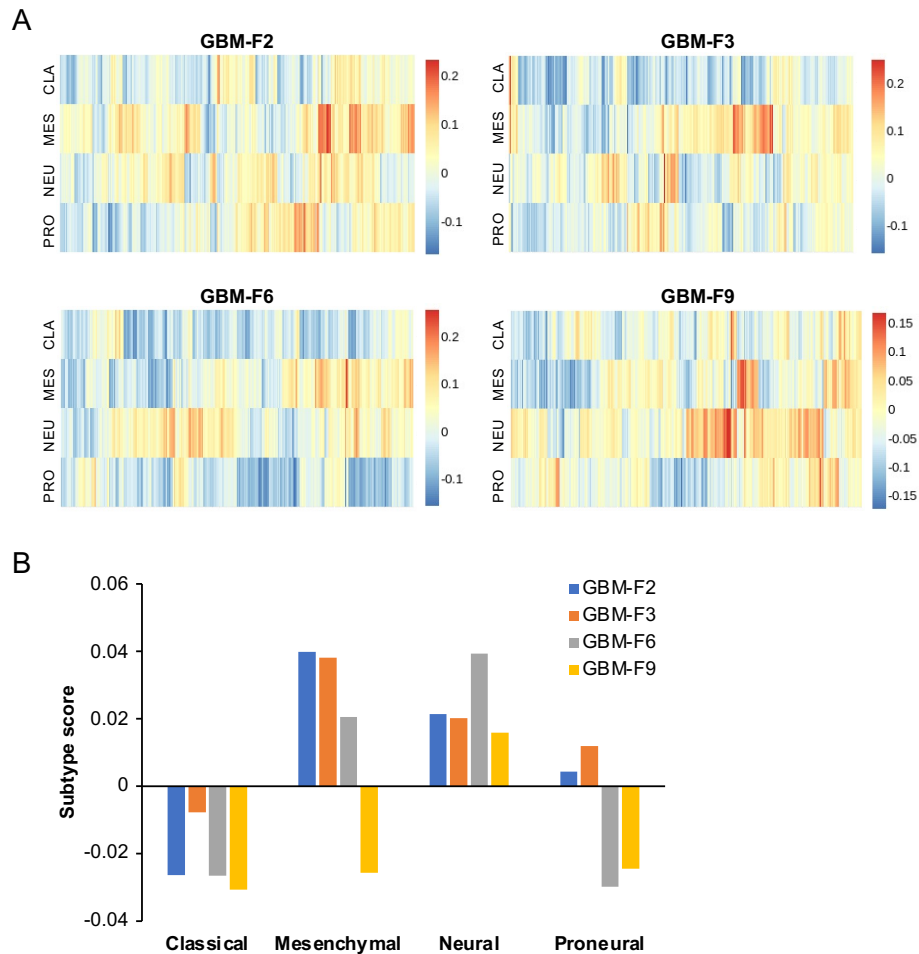 A
GBM-F2
CLA
MES
NEU
PRO
0.2
0.1
0
-0.1
GBM-F3
CLA
MES
NEU
PRO
0.2
0.1
0
-0.1
GBM-F6
CLA
MES
NEU
PRO
0.2
0.1
0
-0.1
GBM-F9
CLA
MES
NEU
PRO
0.15
0.1
0.05
0
-0.05
-0.1
-0.15
B
Subtype score
0.06
0.04
0.02
0
-0.02
-0.04
GBM-F2
GBM-F3
GBM-F6
GBM-F9
Classical Mesenchymal Neural Proneural